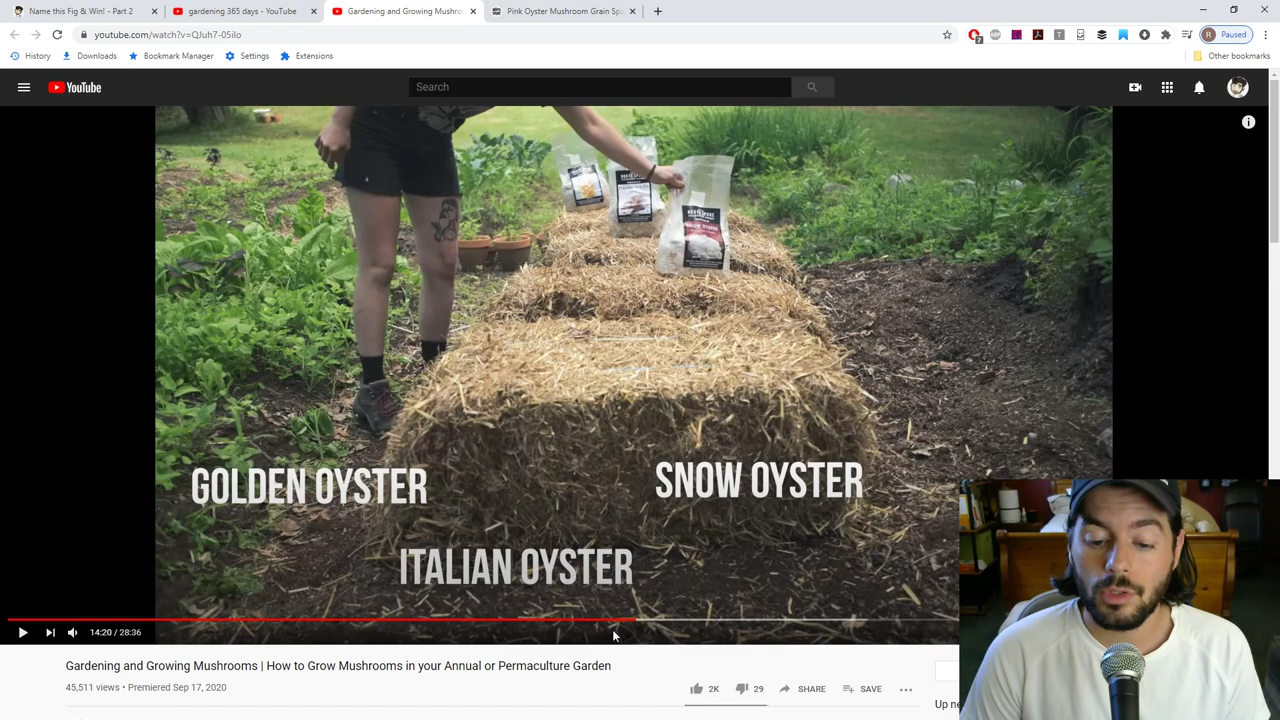 Name this Fig & Win! - Part 2
gardening 365 days - YouTube
Gardening and Growing Mushro
Pink Oyster Mushroom Grain Sp
youtube.com/watch?v=QJuh7-05iIo
7
R
Paused
History
Downloads
Bookmark Manager
Settings
Extensions
Other bookmarks
YouTube
Search
GOLDEN OYSTER
SNOW OYSTER
ITALIAN OYSTER
14:20 / 28:36
Gardening and Growing Mushrooms | How to Grow Mushrooms in your Annual or Permaculture Garden
45,511 views • Premiered Sep 17, 2020
2K
29
SHARE
SAVE
Up ne